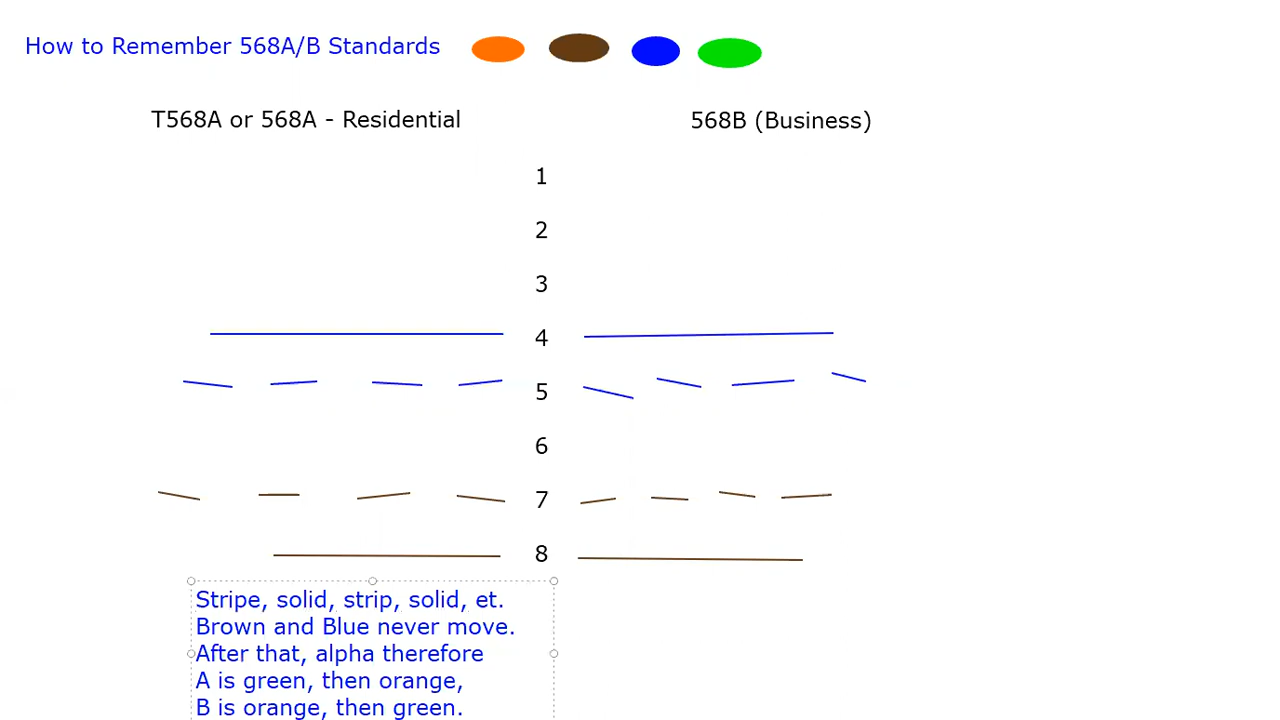 How to Remember 568A/B Standards
T568A or 568A - Residential
568B (Business)
1
2
3
4
5
6
7
8
Stripe, solid, strip, solid, et.
Brown and Blue never move.
After that, alpha therefore
A is green, then orange,
B is orange, then green.